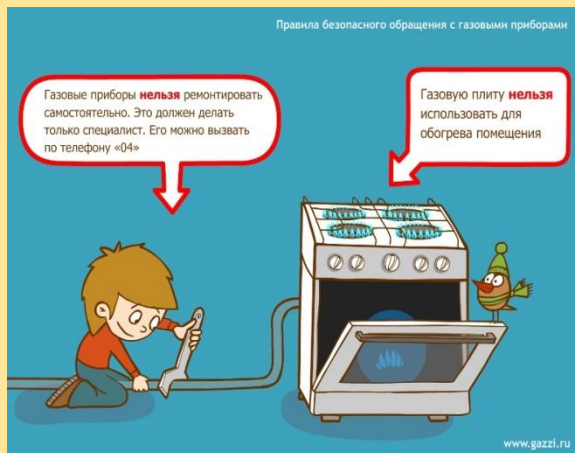 Правила безопасного обращения с газовыми приборами
Газовые приборы нельзя ремонтировать
самостоятельно. Это должен делать
только специалист. Его можно вызвать
по телефону «04»
Газовую плиту нельзя
использовать для
обогрева помещения
www.gazzi.ru